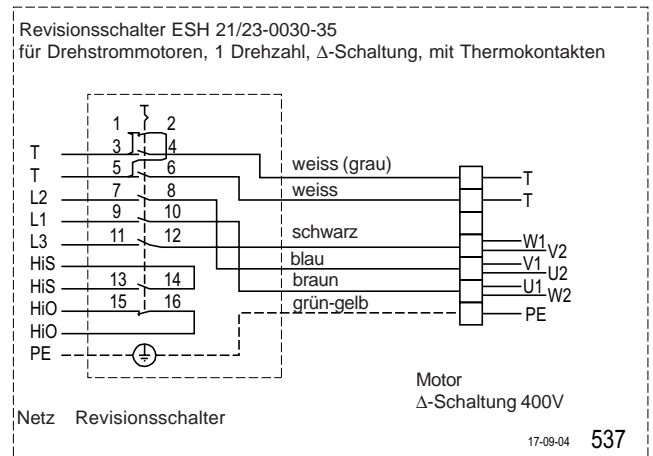 Revisionsschalter ESH 21/23-0030-35
für Drehstrommotoren, 1 Drehzahl, Δ-Schaltung, mit Thermokontakten
1 2
T 3 4 weiss (grau) T
T 5 6 weiss T
L2 7 8
L1 9 10
L3 11 12 schwarz W1 V2
HiS blau V1 U2
HiS 13 14 braun U1 W2
HiO 15 16 grün-gelb PE
HiO
PE
Motor
Δ-Schaltung 400V
Netz Revisionsschalter
17-09-04 537